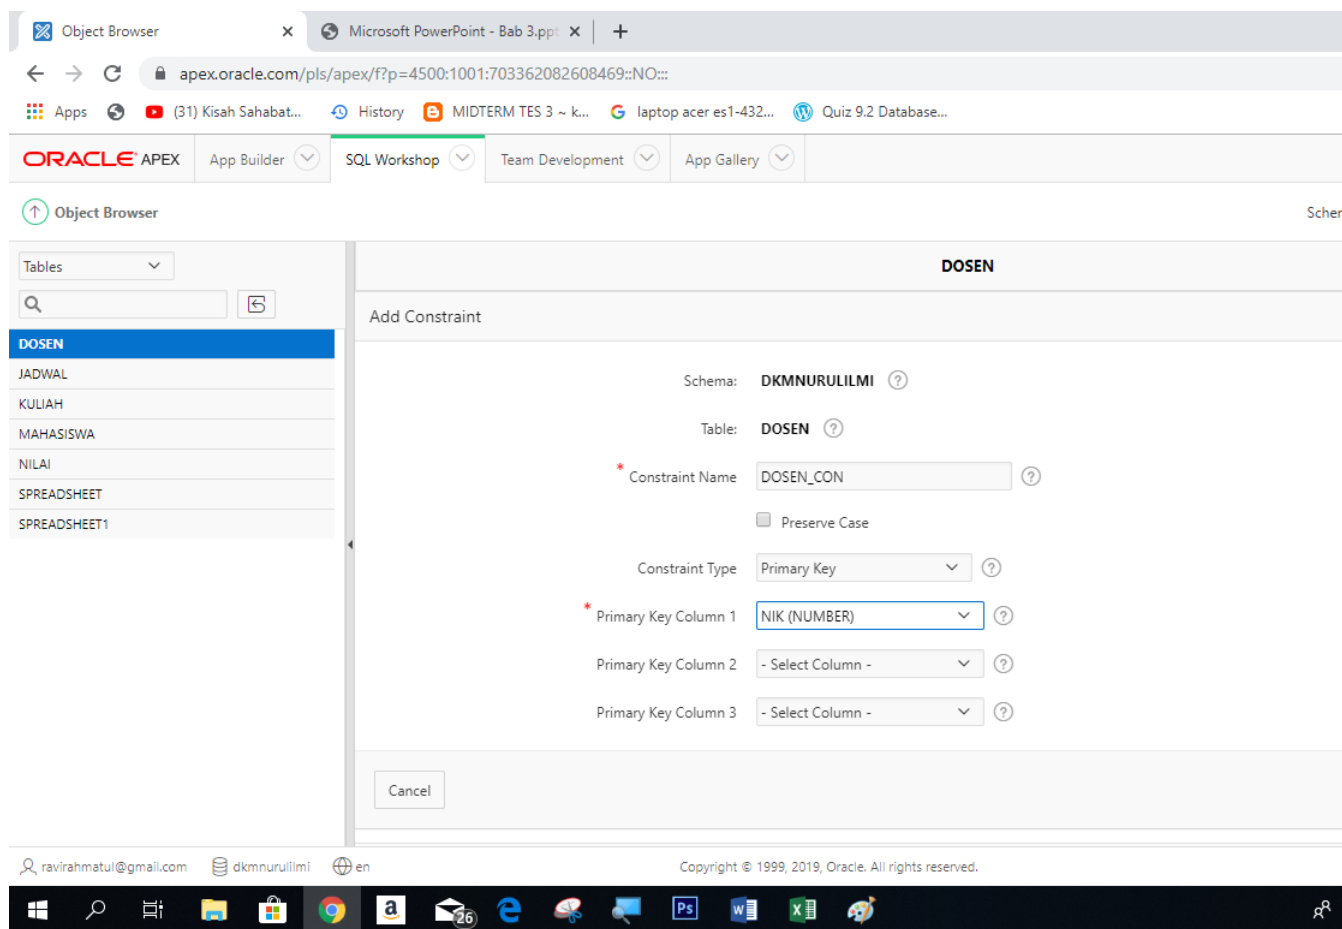 Object Browser
Microsoft PowerPoint - Bab 3.ppt
apex.oracle.com/pls/apex/f?p=4500:1001:703362082608469::NO:::
Apps (31) Kisah Sahabat... History MIDTERM TES 3 ~ k... laptop acer es1-432... Quiz 9.2 Database...
ORACLE APEX App Builder SQL Workshop Team Development App Gallery
Object Browser
Schem
Tables
DOSEN
Add Constraint
DOSEN
JADWAL
KULIAH
MAHASISWA
NILAI
SPREADSHEET
SPREADSHEET1
Schema: DKMNURULILMI ?
Table: DOSEN ?
* Constraint Name DOSEN_CON ?
Preserve Case
Constraint Type Primary Key ?
* Primary Key Column 1 NIK (NUMBER) ?
Primary Key Column 2 - Select Column - ?
Primary Key Column 3 - Select Column - ?
Cancel
ravirahmatul@gmail.com dkmnurulilmi en
Copyright © 1999, 2019, Oracle. All rights reserved.
a 26 Ps